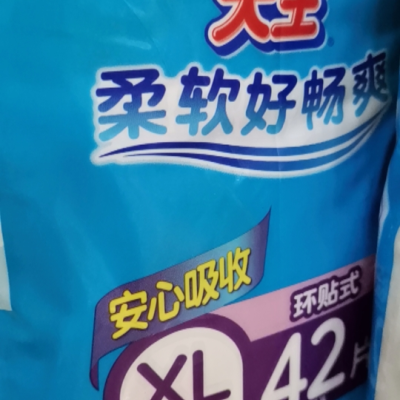 大王
柔软好畅爽
安心吸收
环贴式
XL
42片